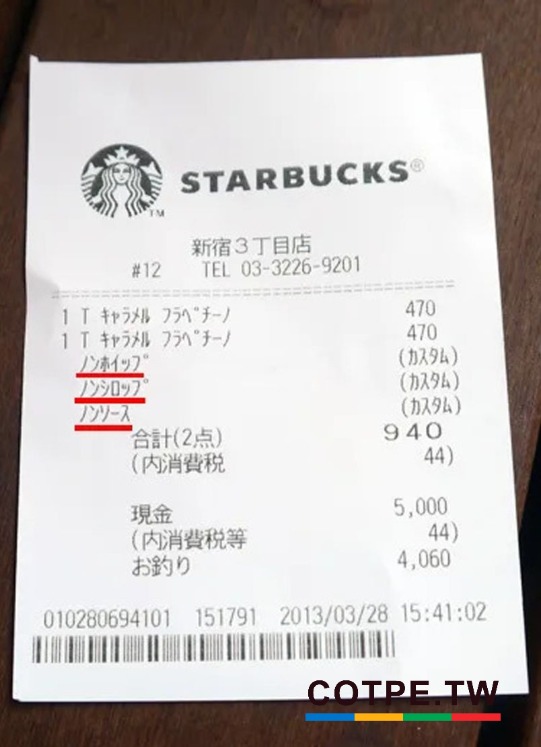 STARBUCKS®
TM
新宿3丁目店
#12 TEL 03-3226-9201
1 T ｷｬﾗﾒﾙ ﾌﾗﾍﾟﾁｰﾉ 470
1 T ｷｬﾗﾒﾙ ﾌﾗﾍﾟﾁｰﾉ 470
ﾉﾝﾎｲｯﾌﾟ (ｶｽﾀﾑ)
ﾉﾝｼﾛｯﾌﾟ (ｶｽﾀﾑ)
ﾉﾝｿｰｽ (ｶｽﾀﾑ)
合計(2点) 940
(内消費税 44)
現金 5,000
(内消費税等 44)
お釣り 4,060
010280694101 151791 2013/03/28 15:41:02
COTPE.TW